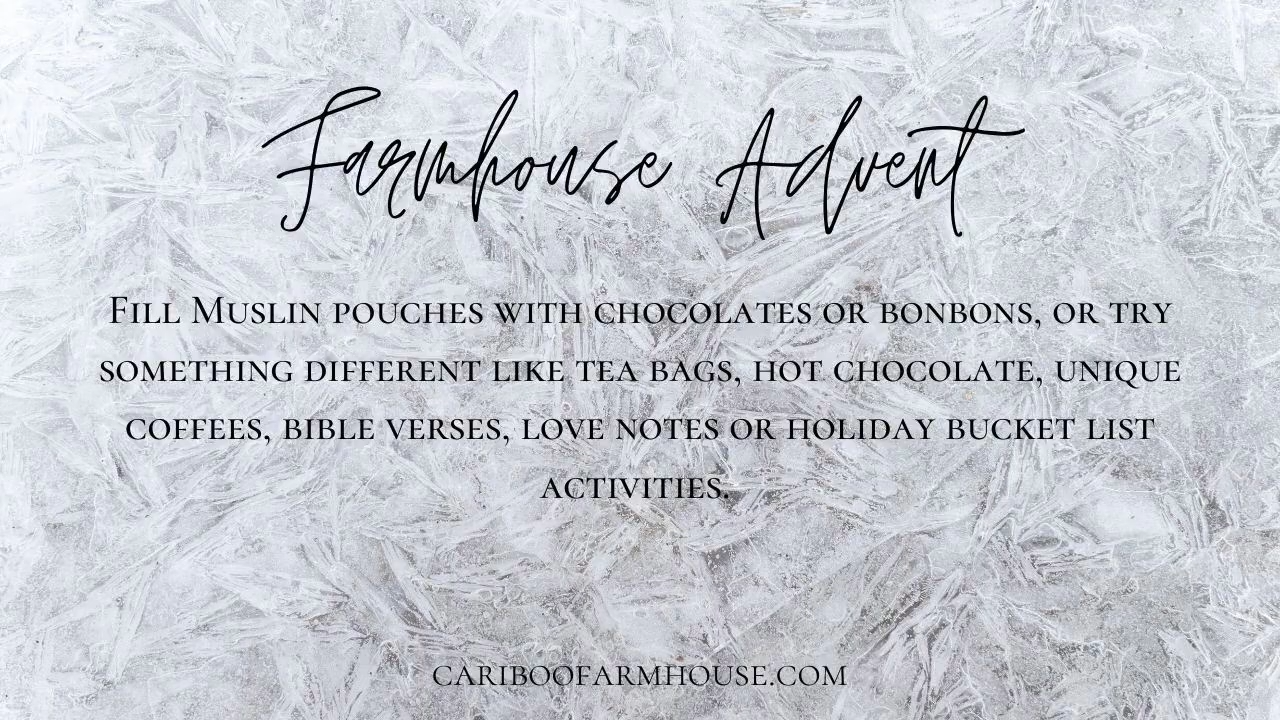 Farmhouse Advent
Fill Muslin pouches with chocolates or bonbons, or try
something different like tea bags, hot chocolate, unique
coffees, bible verses, love notes or holiday bucket list
activities.
CARIBOOFARMHOUSE.COM